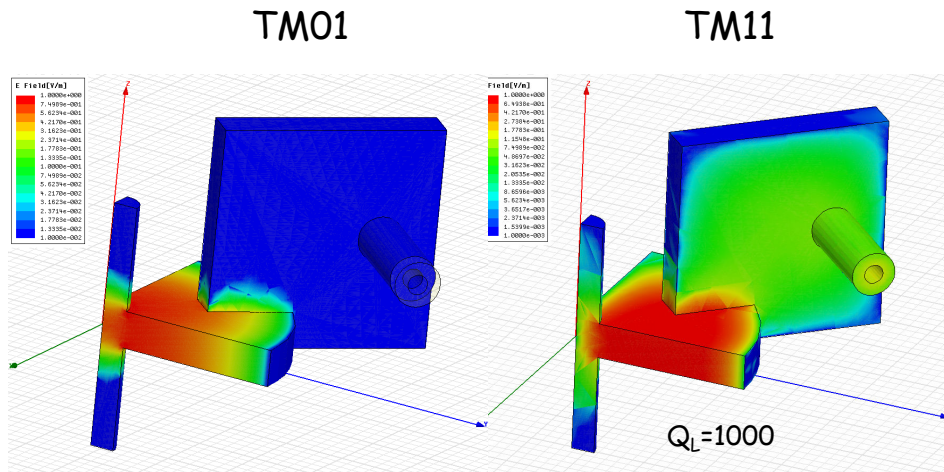 TM01
TM11
E Field[V/m]
1.0000e+000
7.4989e-001
5.6234e-001
4.2170e-001
3.1623e-001
2.3714e-001
1.7783e-001
1.3335e-001
1.0000e-001
7.4989e-002
5.6234e-002
4.2170e-002
3.1623e-002
2.3714e-002
1.7783e-002
1.3335e-002
1.0000e-002
Z
Y
Field[V/m]
1.0000e+000
6.4938e-001
4.2170e-001
2.7384e-001
1.7783e-001
1.1548e-001
7.4989e-002
4.8697e-002
3.1623e-002
2.0535e-002
1.3335e-002
8.6596e-003
5.6234e-003
3.6517e-003
2.3714e-003
1.5399e-003
1.0000e-003
Z
QL=1000